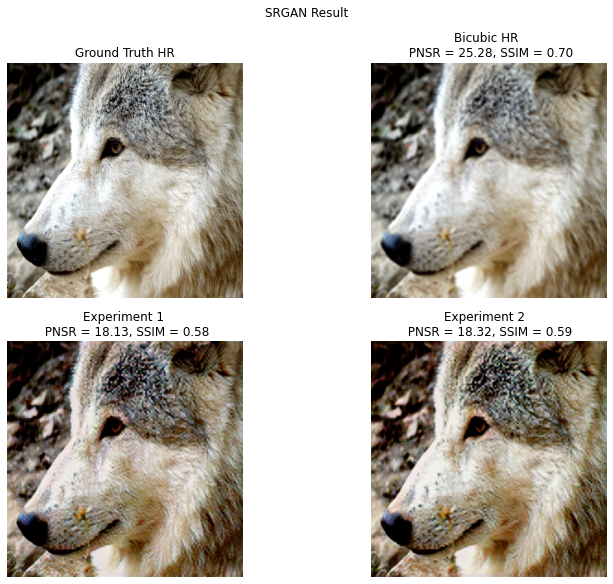 SRGAN Result
Ground Truth HR
Bicubic HR
PNSR = 25.28, SSIM = 0.70
Experiment 1
PNSR = 18.13, SSIM = 0.58
Experiment 2
PNSR = 18.32, SSIM = 0.59